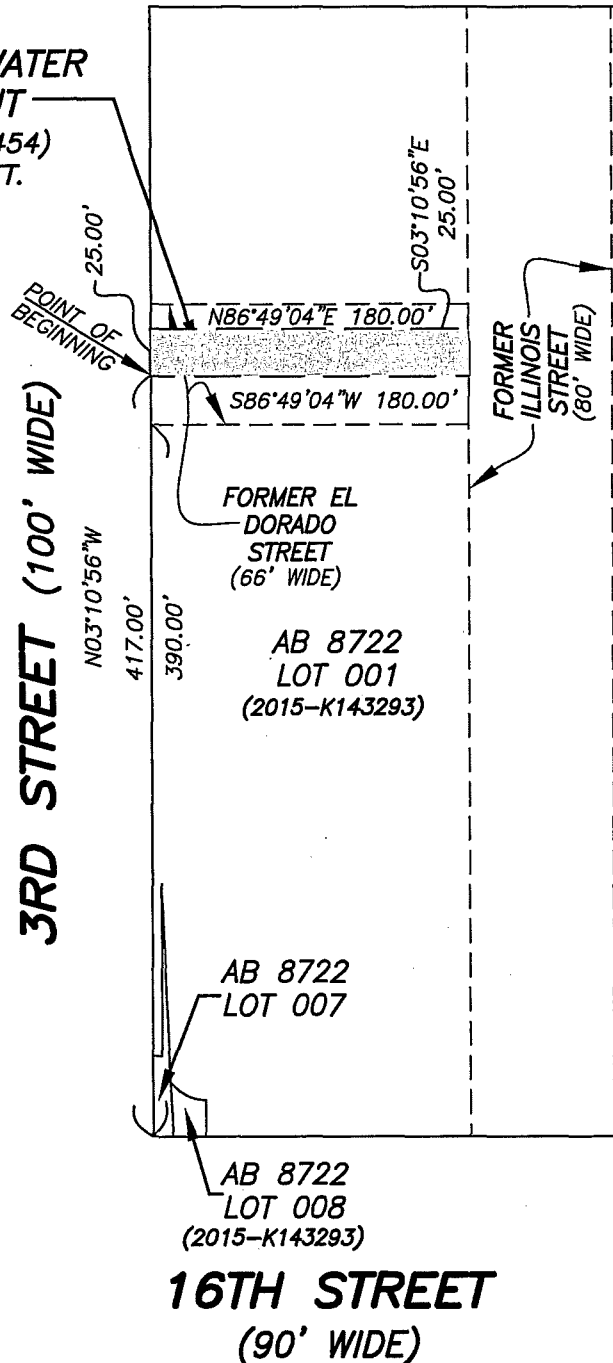 WATER
454)
T.
25.00'
POINT OF
BEGINNING
S03°10'56"E
25.00'
N86°49'04"E 180.00'
S86°49'04"W 180.00'
FORMER
ILLINOIS
STREET
(80' WIDE)
FORMER EL
DORADO
STREET
(66' WIDE)
3RD STREET (100' WIDE)
N03°10'56"W
417.00'
390.00'
AB 8722
LOT 001
(2015-K143293)
AB 8722
LOT 007
AB 8722
LOT 008
(2015-K143293)
16TH STREET
(90' WIDE)